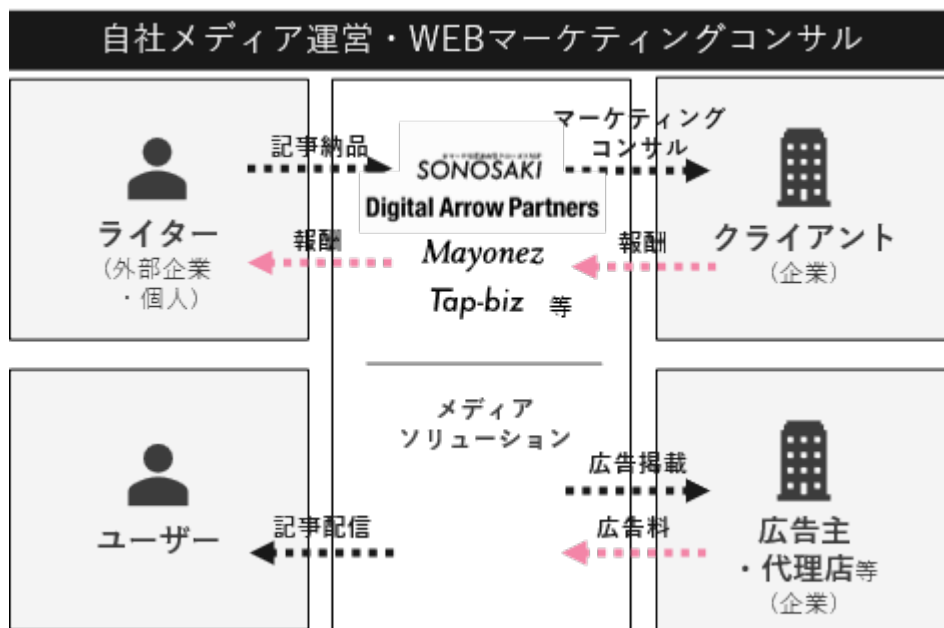 自社メディア運営・WEBマーケティングコンサル
記事納品
ライター
(外部企業
・個人)
報酬
SONOSAKI
Digital Arrow Partners
Mayonez
Tap-biz 等
マーケティング
コンサル
報酬
クライアント
(企業)
メディア
ソリューション
ユーザー
記事配信
広告掲載
広告料
広告主
・代理店等
(企業)